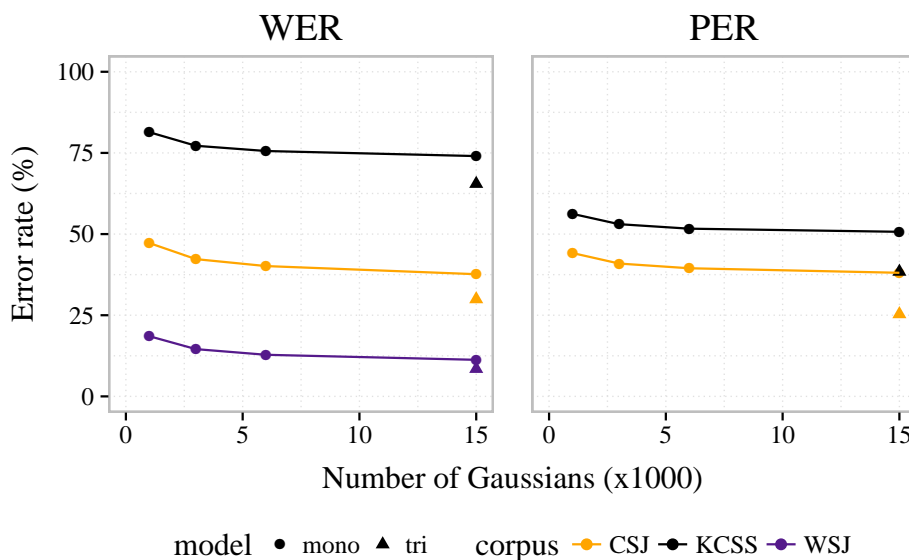 WER PER
100
75
50
25
0
Error rate (%)
0 5 10 15 0 5 10 15
Number of Gaussians (x1000)
model mono tri corpus CSJ KCSS WSJ